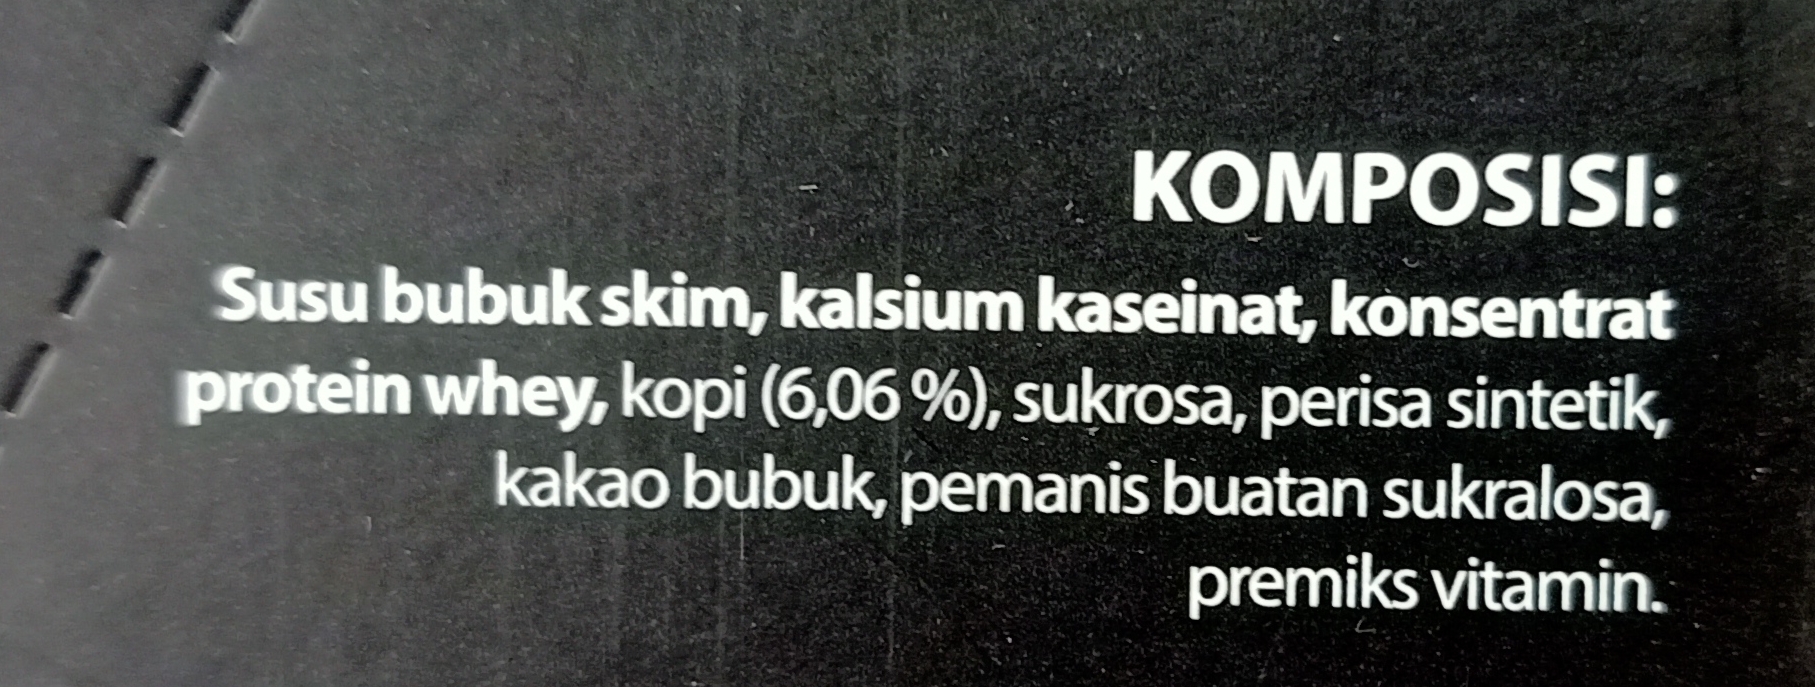 KOMPOSISI:
Susu bubuk skim, kalsium kaseinat, konsentrat
protein whey, kopi (6,06 %), sukrosa, perisa sintetik,
kakao bubuk, pemanis buatan sukralosa,
premiks vitamin.